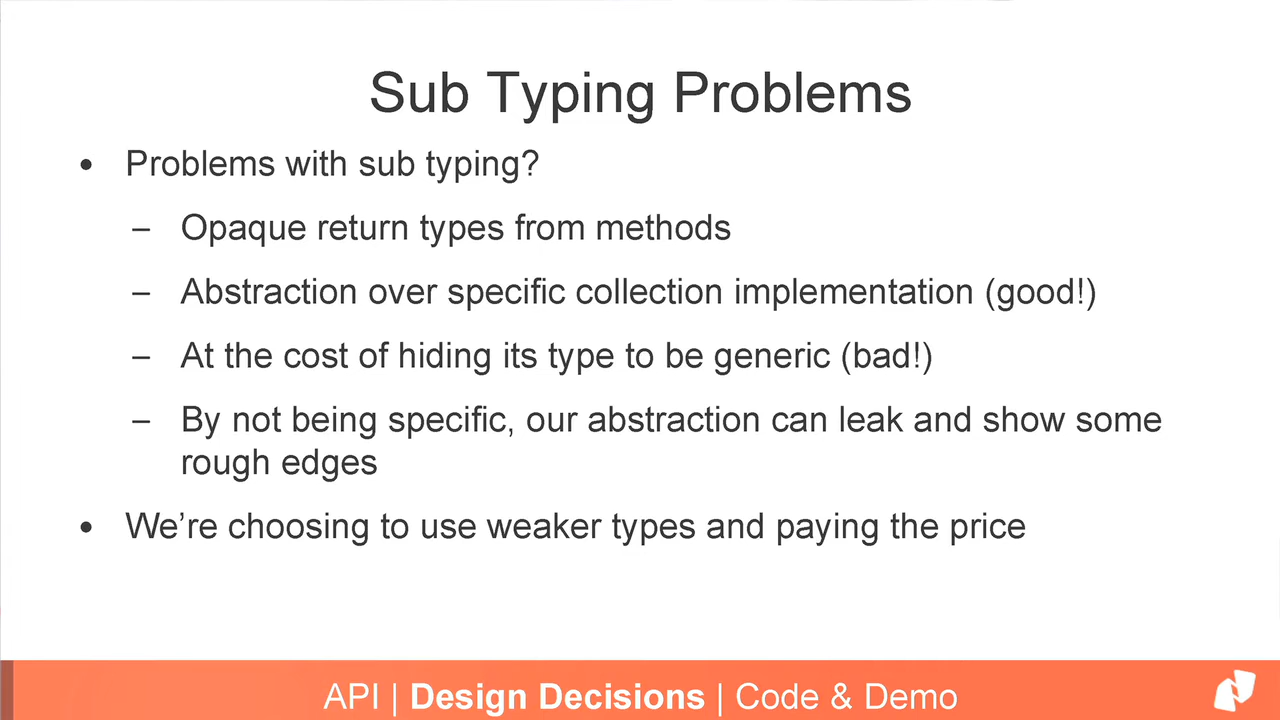 Sub Typing Problems
• Problems with sub typing?
– Opaque return types from methods
– Abstraction over specific collection implementation (good!)
– At the cost of hiding its type to be generic (bad!)
– By not being specific, our abstraction can leak and show some
rough edges
• We’re choosing to use weaker types and paying the price
API | Design Decisions | Code & Demo